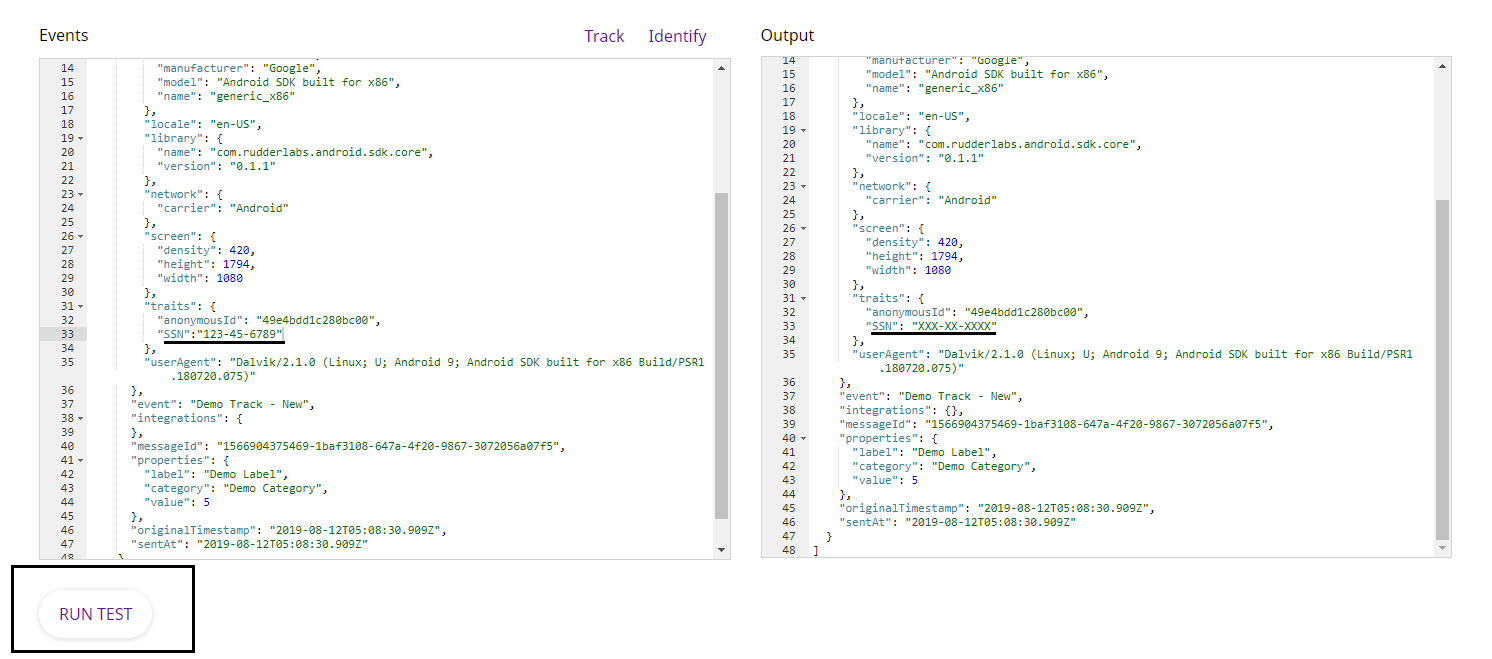 Events
Track Identify
14 "manufacturer": "Google",
15 "model": "Android SDK built for x86",
16 "name": "generic_x86"
17 },
18 "locale": "en-US",
19 "library": {
20 "name": "com.rudderlabs.android.sdk.core",
21 "version": "0.1.1"
22 },
23 "network": {
24 "carrier": "Android"
25 },
26 "screen": {
27 "density": 420,
28 "height": 1794,
29 "width": 1080
30 },
31 "traits": {
32 "anonymousId": "49e4bdd1c280bc00",
33 "SSN":"123-45-6789"
34 },
35 "userAgent": "Dalvik/2.1.0 (Linux; U; Android 9; Android SDK built for x86 Build/PSR1
.180720.075)"
36 },
37 "event": "Demo Track - New",
38 "integrations": {
39 },
40 "messageId": "1566904375469-1baf3108-647a-4f20-9867-3072056a07f5",
41 "properties": {
42 "label": "Demo Label",
43 "category": "Demo Category",
44 "value": 5
45 },
46 "originalTimestamp": "2019-08-12T05:08:30.909Z",
47 "sentAt": "2019-08-12T05:08:30.909Z"
48 }
RUN TEST
Output
14 "manufacturer": "Google",
15 "model": "Android SDK built for x86",
16 "name": "generic_x86"
17 },
18 "locale": "en-US",
19 "library": {
20 "name": "com.rudderlabs.android.sdk.core",
21 "version": "0.1.1"
22 },
23 "network": {
24 "carrier": "Android"
25 },
26 "screen": {
27 "density": 420,
28 "height": 1794,
29 "width": 1080
30 },
31 "traits": {
32 "anonymousId": "49e4bdd1c280bc00",
33 "SSN": "XXX-XX-XXXX"
34 },
35 "userAgent": "Dalvik/2.1.0 (Linux; U; Android 9; Android SDK built for x86 Build/PSR1
.180720.075)"
36 },
37 "event": "Demo Track - New",
38 "integrations": {},
39 "messageId": "1566904375469-1baf3108-647a-4f20-9867-3072056a07f5",
40 "properties": {
41 "label": "Demo Label",
42 "category": "Demo Category",
43 "value": 5
44 },
45 "originalTimestamp": "2019-08-12T05:08:30.909Z",
46 "sentAt": "2019-08-12T05:08:30.909Z"
47 }
48 ]